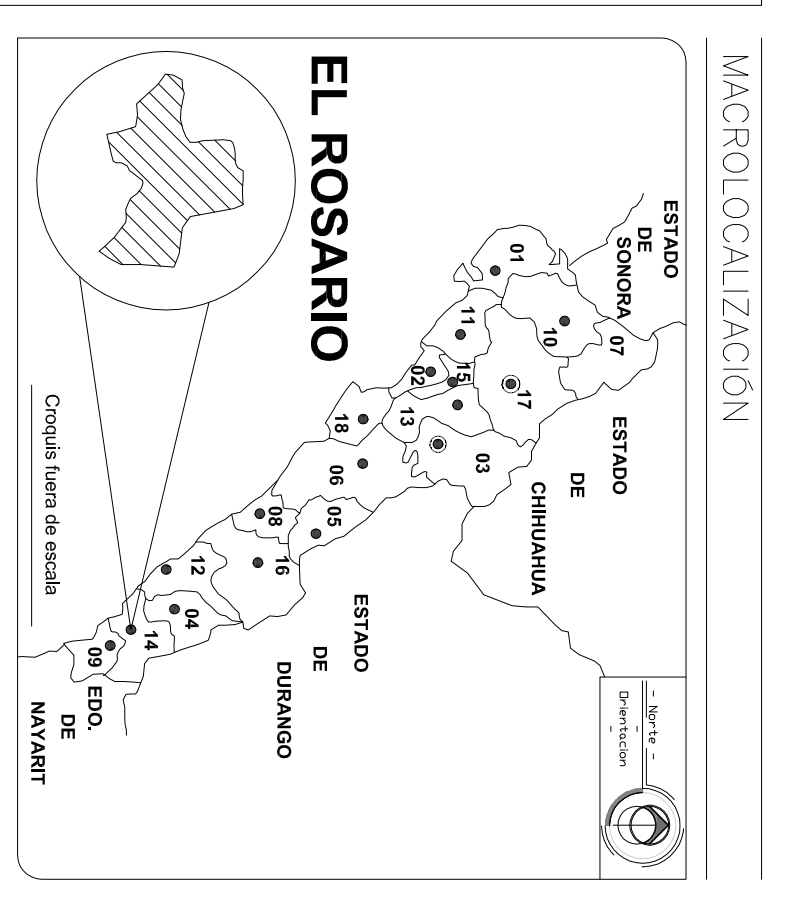 MACROLOCALIZACIÓN
ESTADO
DE
SONORA
ESTADO
DE
CHIHUAHUA
ESTADO
DE
DURANGO
EDO.
DE
NAYARIT
01
10
07
11
17
15
02
13
03
18
06
05
08
16
12
04
14
09
EL ROSARIO
Croquis fuera de escala
- Norte -
-
Orientacion
-